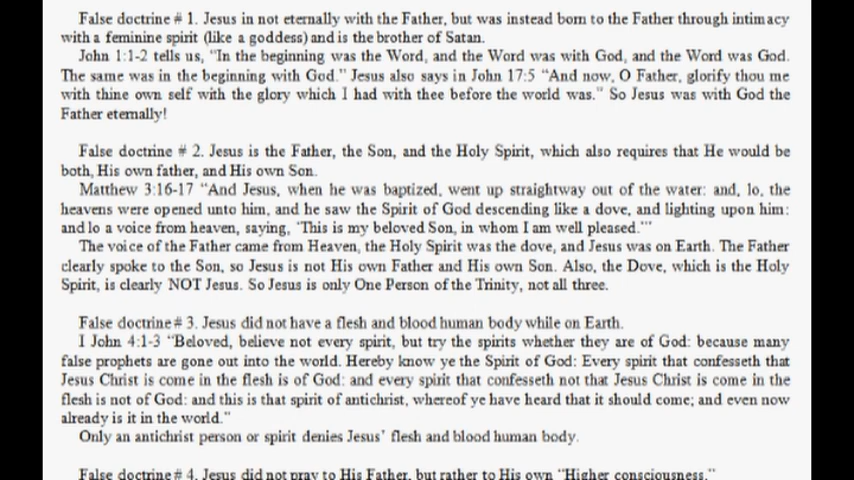 False doctrine # 1. Jesus in not eternally with the Father, but was instead born to the Father through intimacy
with a feminine spirit (like a goddess) and is the brother of Satan.
John 1:1-2 tells us, "In the beginning was the Word, and the Word was with God, and the Word was God.
The same was in the beginning with God." Jesus also says in John 17:5 "And now, O Father, glorify thou me
with thine own self with the glory which I had with thee before the world was." So Jesus was with God the
Father eternally!
False doctrine # 2. Jesus is the Father, the Son, and the Holy Spirit, which also requires that He would be
both, His own father, and His own Son.
Matthew 3:16-17 "And Jesus, when he was baptized, went up straightway out of the water: and, lo, the
heavens were opened unto him, and he saw the Spirit of God descending like a dove, and lighting upon him:
and lo a voice from heaven, saying, 'This is my beloved Son, in whom I am well pleased.'"
The voice of the Father came from Heaven, the Holy Spirit was the dove, and Jesus was on Earth. The Father
clearly spoke to the Son, so Jesus is not His own Father and His own Son. Also, the Dove, which is the Holy
Spirit, is clearly NOT Jesus. So Jesus is only One Person of the Trinity, not all three.
False doctrine # 3. Jesus did not have a flesh and blood human body while on Earth.
I John 4:1-3 "Beloved, believe not every spirit, but try the spirits whether they are of God: because many
false prophets are gone out into the world. Hereby know ye the Spirit of God: Every spirit that confesseth that
Jesus Christ is come in the flesh is of God: and every spirit that confesseth not that Jesus Christ is come in the
flesh is not of God: and this is that spirit of antichrist, whereof ye have heard that it should come; and even now
already is it in the world."
Only an antichrist person or spirit denies Jesus' flesh and blood human body.
False doctrine # 4. Jesus did not pray to His Father, but rather to His own "Higher consciousness."